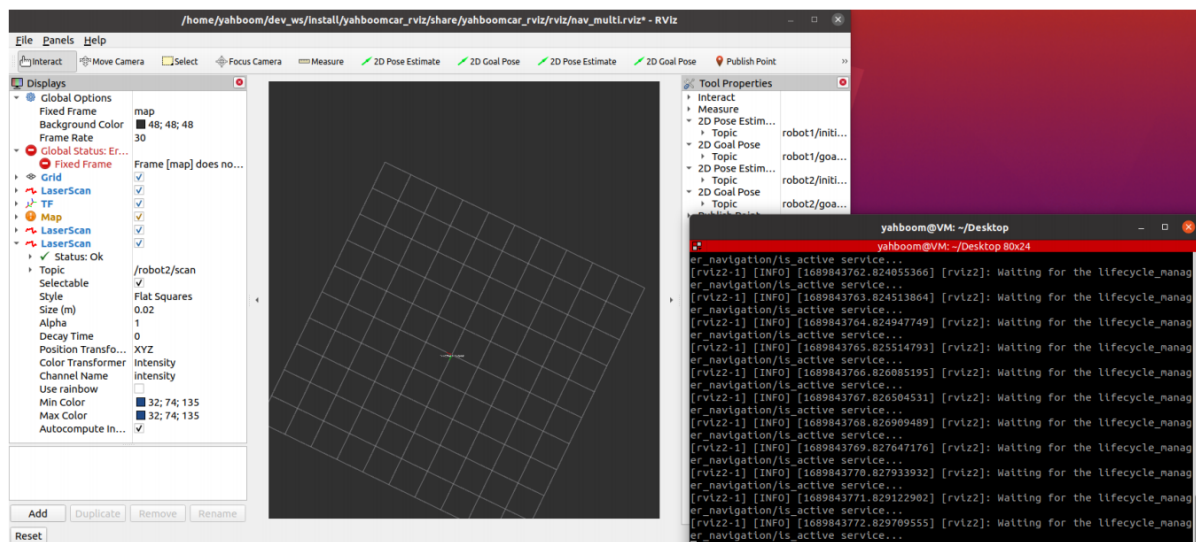 /home/yahboom/dev_ws/install/yahboomcar_rviz/share/yahboomcar_rviz/rviz/nav_multi.rviz* - RViz
File Panels Help
Interact Move Camera Select Focus Camera Measure 2D Pose Estimate 2D Goal Pose 2D Pose Estimate 2D Goal Pose Publish Point »
Displays
Global Options
Fixed Frame map
Background Color 48; 48; 48
Frame Rate 30
Global Status: Er...
Fixed Frame Frame [map] does no...
Grid
LaserScan
TF
Map
LaserScan
LaserScan
Status: Ok
Topic /robot2/scan
Selectable
Style Flat Squares
Size (m) 0.02
Alpha 1
Decay Time 0
Position Transfo... XYZ
Color Transformer Intensity
Channel Name intensity
Use rainbow
Min Color 32; 74; 135
Max Color 32; 74; 135
Autocompute In...
Add Duplicate Remove Rename
Reset
Tool Properties
Interact
Measure
2D Pose Estim...
Topic robot1/initi...
2D Goal Pose
Topic robot1/goa...
2D Pose Estim...
Topic robot2/initi...
2D Goal Pose
Topic robot2/goa...
Publish Point
yahboom@VM: ~/Desktop
yahboom@VM: ~/Desktop 80x24
er_navigation/is_active service...
[rviz2-1] [INFO] [1689843762.824055366] [rviz2]: Waiting for the lifecycle_manag
er_navigation/is_active service...
[rviz2-1] [INFO] [1689843763.824513864] [rviz2]: Waiting for the lifecycle_manag
er_navigation/is_active service...
[rviz2-1] [INFO] [1689843764.824947749] [rviz2]: Waiting for the lifecycle_manag
er_navigation/is_active service...
[rviz2-1] [INFO] [1689843765.825514793] [rviz2]: Waiting for the lifecycle_manag
er_navigation/is_active service...
[rviz2-1] [INFO] [1689843766.826085195] [rviz2]: Waiting for the lifecycle_manag
er_navigation/is_active service...
[rviz2-1] [INFO] [1689843767.826504531] [rviz2]: Waiting for the lifecycle_manag
er_navigation/is_active service...
[rviz2-1] [INFO] [1689843768.826909489] [rviz2]: Waiting for the lifecycle_manag
er_navigation/is_active service...
[rviz2-1] [INFO] [1689843769.827647176] [rviz2]: Waiting for the lifecycle_manag
er_navigation/is_active service...
[rviz2-1] [INFO] [1689843770.827933932] [rviz2]: Waiting for the lifecycle_manag
er_navigation/is_active service...
[rviz2-1] [INFO] [1689843771.829122902] [rviz2]: Waiting for the lifecycle_manag
er_navigation/is_active service...
[rviz2-1] [INFO] [1689843772.829709555] [rviz2]: Waiting for the lifecycle_manag
er_navigation/is_active service...